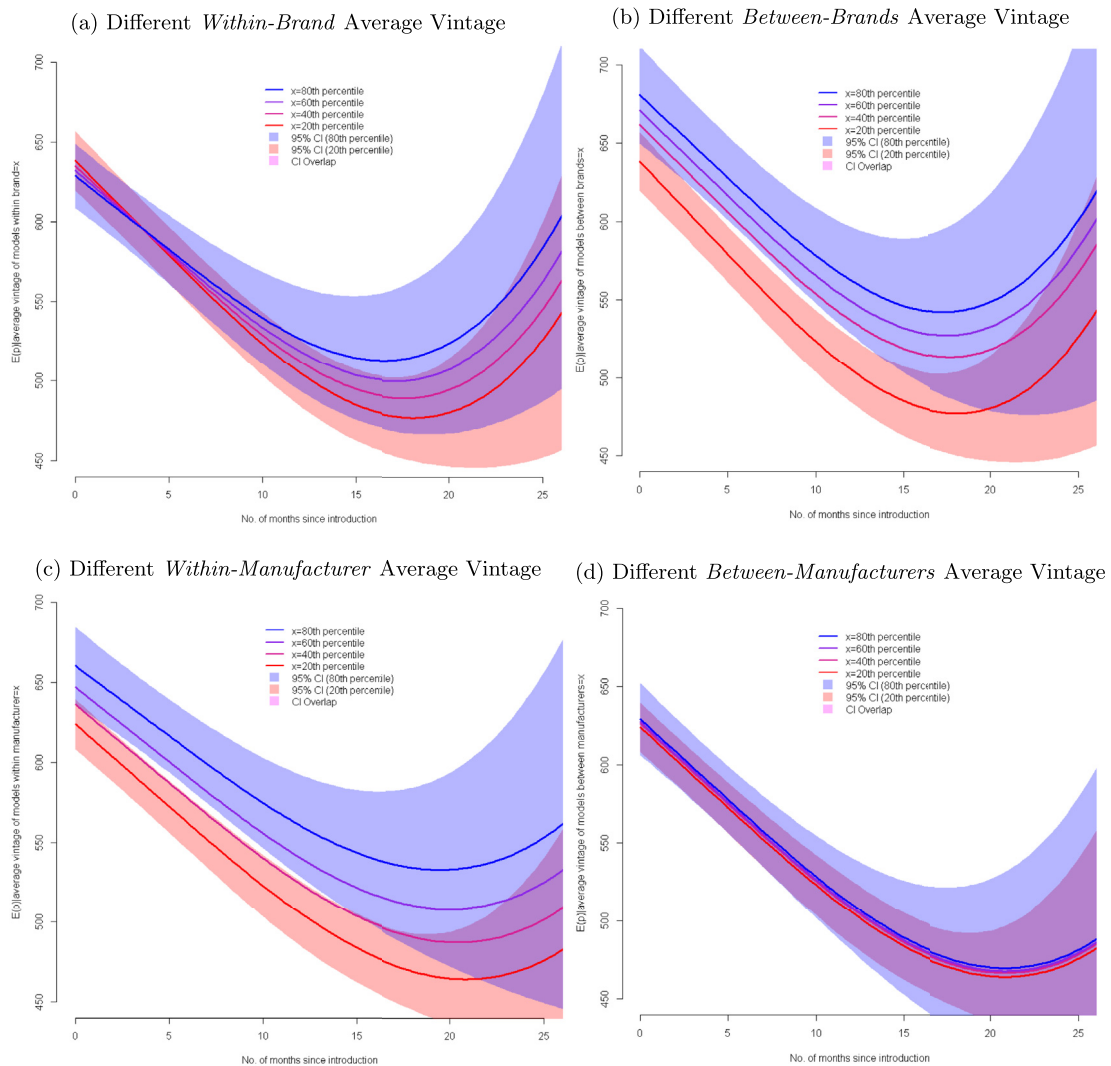 (a) Different Within-Brand Average Vintage
700
650
600
550
500
450
E(p)|average vintage of models within brand=x
x=80th percentile
x=60th percentile
x=40th percentile
x=20th percentile
95% CI (80th percentile)
95% CI (20th percentile)
CI Overlap
0 5 10 15 20 25
No. of months since introduction
(b) Different Between-Brands Average Vintage
700
650
600
550
500
450
E(p)|average vintage of models between brands=x
x=80th percentile
x=60th percentile
x=40th percentile
x=20th percentile
95% CI (80th percentile)
95% CI (20th percentile)
CI Overlap
0 5 10 15 20 25
No. of months since introduction
(c) Different Within-Manufacturer Average Vintage
700
650
600
550
500
450
E(p)|average vintage of models within manufacturer=x
x=80th percentile
x=60th percentile
x=40th percentile
x=20th percentile
95% CI (80th percentile)
95% CI (20th percentile)
CI Overlap
0 5 10 15 20 25
No. of months since introduction
(d) Different Between-Manufacturers Average Vintage
700
650
600
550
500
450
E(p)|average vintage of models between manufacturers=x
x=80th percentile
x=60th percentile
x=40th percentile
x=20th percentile
95% CI (80th percentile)
95% CI (20th percentile)
CI Overlap
0 5 10 15 20 25
No. of months since introduction